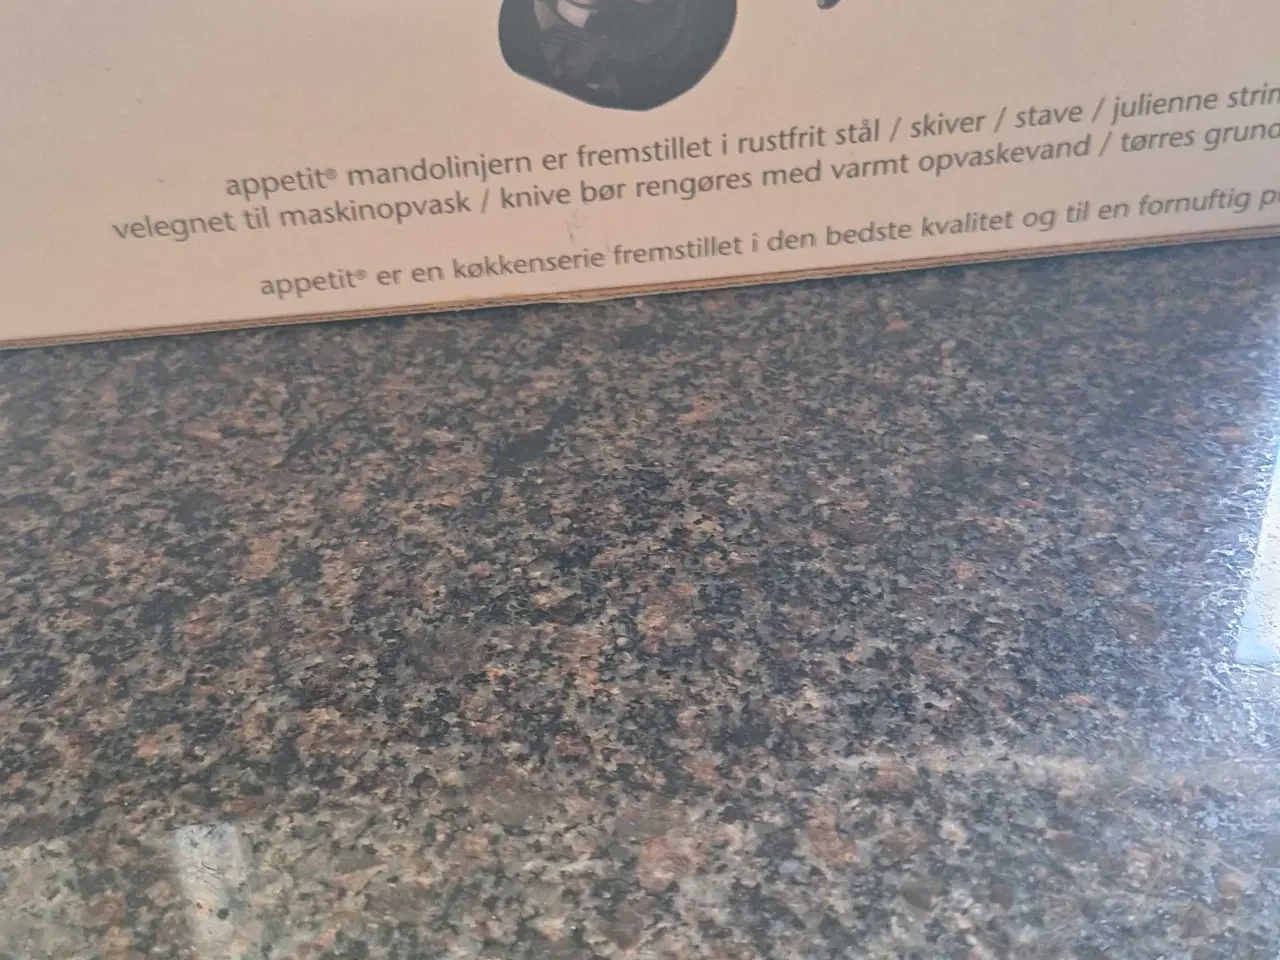 appetit® mandolinjern er fremstillet i rustfrit stål / skiver / stave / julienne
velegnet til maskinopvask / knive bør rengøres med varmt opvaskevand / tørres
appetit® er en køkkenserie fremstillet i den bedste kvalitet og til en fornuftig